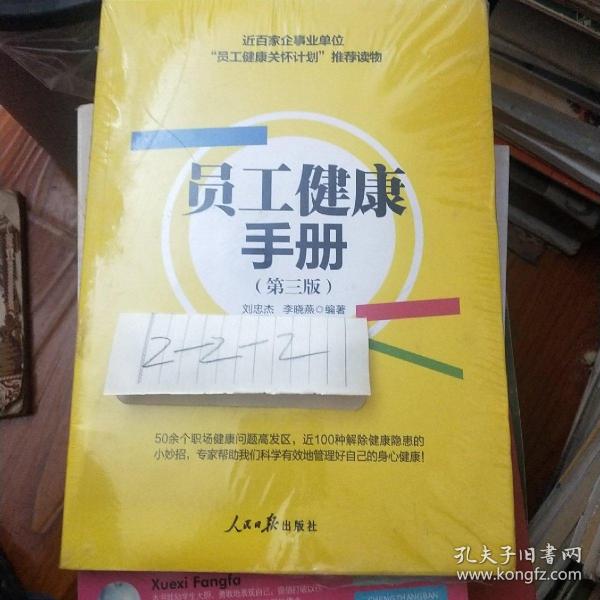 近百家企事业单位
“员工健康关怀计划”推荐读物
员工健康
手册
（第三版）
刘忠杰 李晓燕◎编著
2-2-2
50余个职场健康问题高发区，近100种解除健康隐患的
小妙招，专家帮助我们科学有效地管理好自己的身心健康！
人民日报出版社
Xuexi Fangfa
CHENGZHANGBAN
孔夫子旧书网
www.kongfz.com